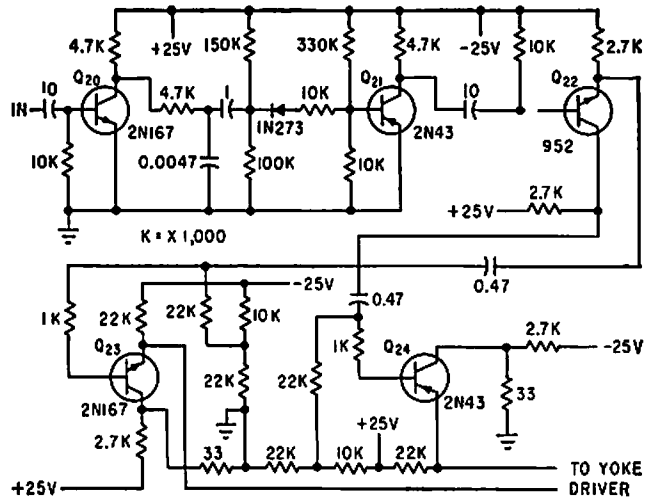 4.7K +25V 150K 330K 4.7K -25V 10K 2.7K
Q20 Q21 Q22
10 4.7K 1 10K 10
IN 1N273
2N167 2N43 952
10K 0.0047 100K 10K
+25V 2.7K
K = X 1,000
0.47
-25V 0.47
1K 22K 22K 10K 1K Q24 2.7K -25V
Q23 22K 22K 33
2N167 2N43
2.7K +25V
33 22K 10K 22K TO YOKE
+25V DRIVER